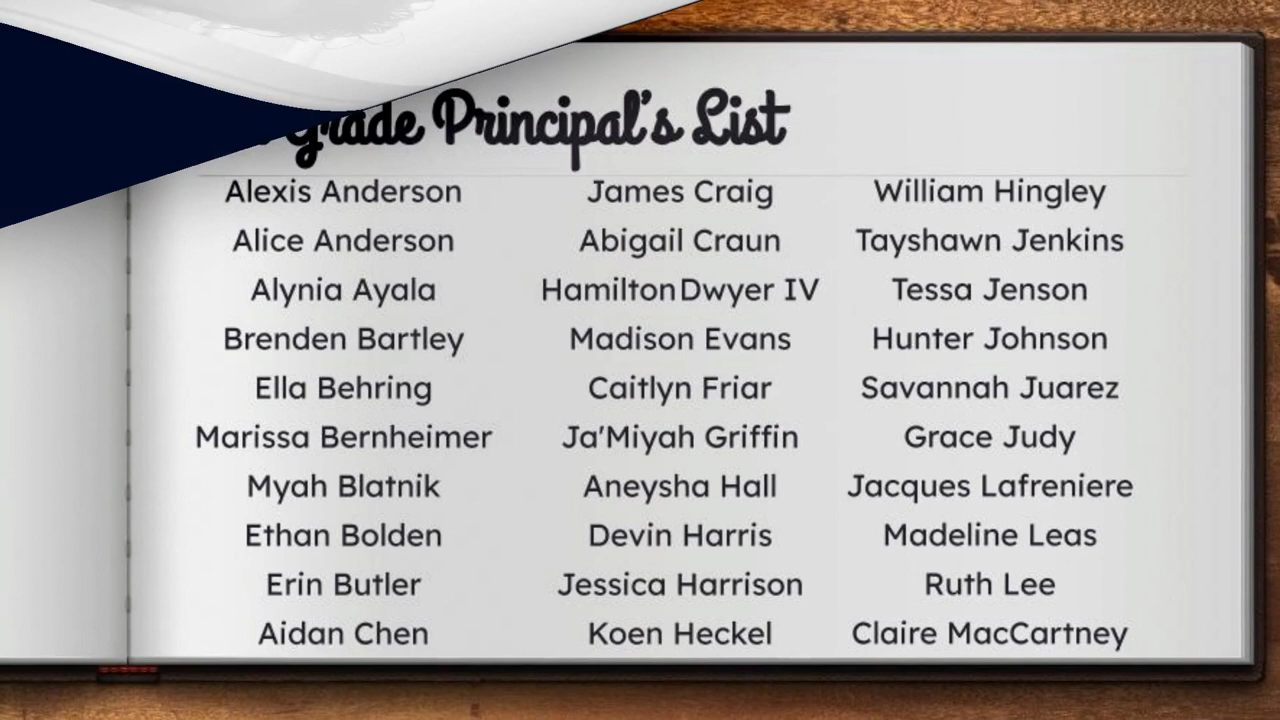 Grade Principal's List
Alexis Anderson
Alice Anderson
Alynia Ayala
Brenden Bartley
Ella Behring
Marissa Bernheimer
Myah Blatnik
Ethan Bolden
Erin Butler
Aidan Chen
James Craig
Abigail Craun
Hamilton Dwyer IV
Madison Evans
Caitlyn Friar
Ja'Miyah Griffin
Aneysha Hall
Devin Harris
Jessica Harrison
Koen Heckel
William Hingley
Tayshawn Jenkins
Tessa Jenson
Hunter Johnson
Savannah Juarez
Grace Judy
Jacques Lafreniere
Madeline Leas
Ruth Lee
Claire MacCartney